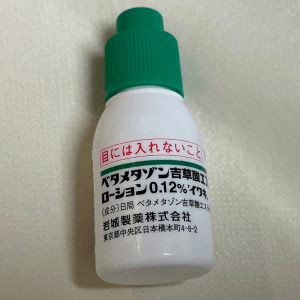 目には入れないこと
ベタメタゾン吉草酸エ
ローション0.12%「イワキ
(成分)日局 ベタメタゾン吉草酸エス
岩城製薬株式会社
東京都中央区日本橋本町4-8-2